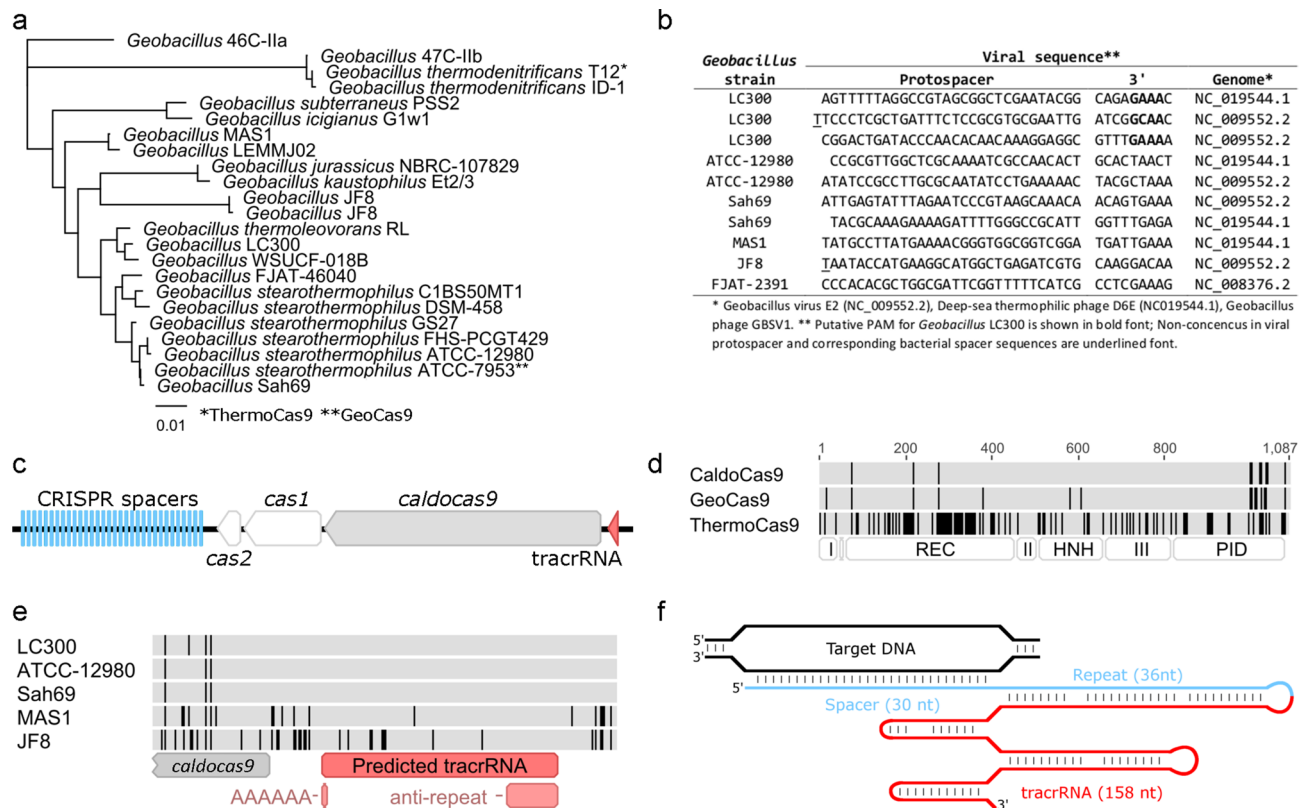 a
Geobacillus 46C-IIa
Geobacillus 47C-IIb
Geobacillus thermodenitrificans T12*
Geobacillus thermodenitrificans ID-1
Geobacillus subterraneus PSS2
Geobacillus icigianus G1w1
Geobacillus MAS1
Geobacillus LEMMJ02
Geobacillus jurassicus NBRC-107829
Geobacillus kaustophilus Et2/3
Geobacillus JF8
Geobacillus JF8
Geobacillus thermoleovorans RL
Geobacillus LC300
Geobacillus WSUCF-018B
Geobacillus FJAT-46040
Geobacillus stearothermophilus C1BS50MT1
Geobacillus stearothermophilus DSM-458
Geobacillus stearothermophilus GS27
Geobacillus stearothermophilus FHS-PCGT429
Geobacillus stearothermophilus ATCC-12980
Geobacillus stearothermophilus ATCC-7953**
Geobacillus Sah69
0.01
*ThermoCas9 **GeoCas9
b
Geobacillus strain
Viral sequence**
Protospacer 3' Genome*
LC300 AGTTTTTAGGCCGTAGCGGCTCGAATACGG CAGAGAAAC NC_019544.1
LC300 TTCCCTCGCTGATTTCTCCGCGTGCGAATTG ATCGGCAAC NC_009552.2
LC300 CGGACTGATACCCAACACAACAAAGGAGGC GTTTGAAAA NC_009552.2
ATCC-12980 CCGCGTTGGCTCGCAAAATCGCCAACACT GCACTAACT NC_019544.1
ATCC-12980 ATATCCGCCTTGCGCAATATCCTGAAAAAC TACGCTAAA NC_009552.2
Sah69 ATTGAGTATTTAGAATCCCGTAAGCAAACA ACAGTGAAA NC_009552.2
Sah69 TACGCAAAGAAAAGATTTTGGGCCGCATT GGTTTGAGA NC_019544.1
MAS1 TATGCCTTATGAAAACGGGTGGCGGTCGGA TGATTGAAA NC_019544.1
JF8 TAATACCATGAAGGCATGGCTGAGATCGTG CAAGGACAA NC_009552.2
FJAT-2391 CCCACACGCTGGCGATTCGGTTTTTCATCG CCTCGAAAG NC_008376.2
* Geobacillus virus E2 (NC_009552.2), Deep-sea thermophilic phage D6E (NC019544.1), Geobacillus
phage GBSV1. ** Putative PAM for Geobacillus LC300 is shown in bold font; Non-concencus in viral
protospacer and corresponding bacterial spacer sequences are underlined font.
c
CRISPR spacers
cas2
cas1
caldocas9
tracrRNA
d
1 200 400 600 800 1,087
CaldoCas9
GeoCas9
ThermoCas9
I REC II HNH III PID
e
LC300
ATCC-12980
Sah69
MAS1
JF8
caldocas9
Predicted tracrRNA
AAAAAA-
anti-repeat -
f
5'
3'
Target DNA
5'
Repeat (36nt)
Spacer (30 nt)
tracrRNA (158 nt)
3'